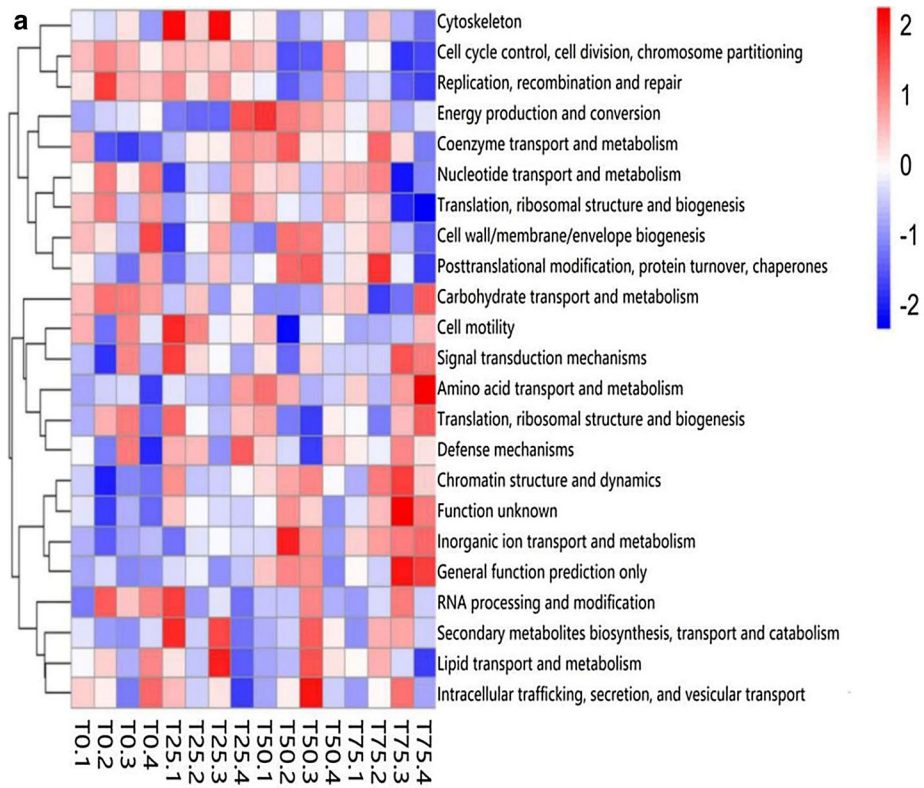 a
Cytoskeleton
Cell cycle control, cell division, chromosome partitioning
Replication, recombination and repair
Energy production and conversion
Coenzyme transport and metabolism
Nucleotide transport and metabolism
Translation, ribosomal structure and biogenesis
Cell wall/membrane/envelope biogenesis
Posttranslational modification, protein turnover, chaperones
Carbohydrate transport and metabolism
Cell motility
Signal transduction mechanisms
Amino acid transport and metabolism
Translation, ribosomal structure and biogenesis
Defense mechanisms
Chromatin structure and dynamics
Function unknown
Inorganic ion transport and metabolism
General function prediction only
RNA processing and modification
Secondary metabolites biosynthesis, transport and catabolism
Lipid transport and metabolism
Intracellular trafficking, secretion, and vesicular transport
2
1
0
-1
-2
T0.1
T0.2
T0.3
T0.4
T25.1
T25.2
T25.3
T25.4
T50.1
T50.2
T50.3
T50.4
T75.1
T75.2
T75.3
T75.4